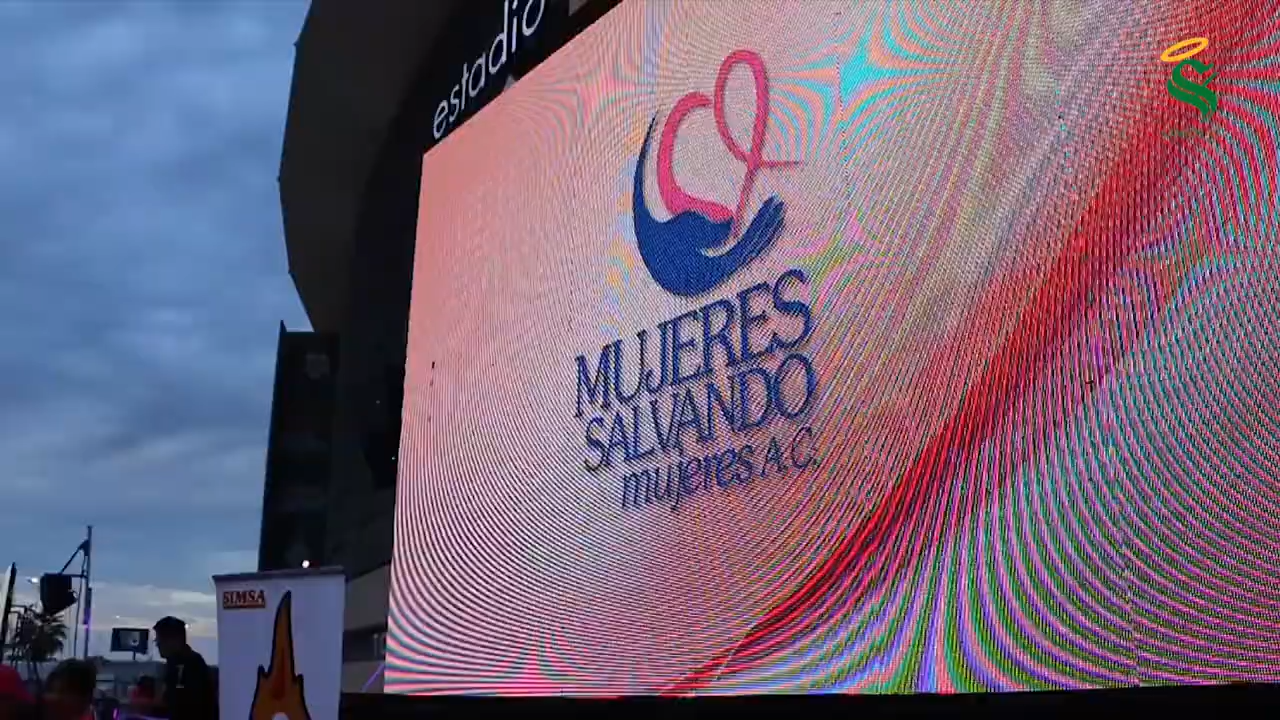 estadio
MUJERES
SALVANDO
mujeres A.C.
SIMSA